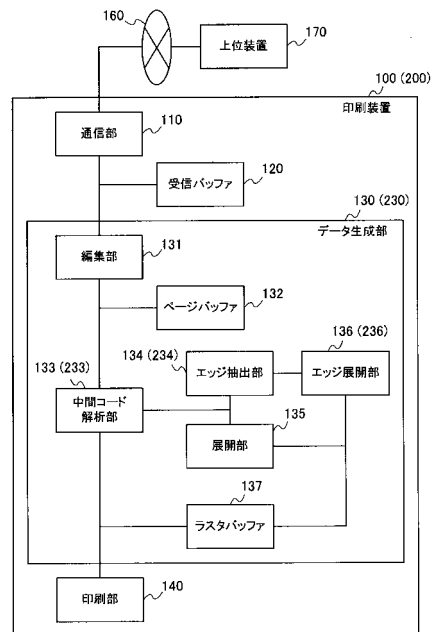 160
170
上位装置
100 (200)
印刷装置
通信部
110
120
受信バッファ
130 (230)
データ生成部
編集部
131
ページバッファ
132
136 (236)
134 (234)
エッジ抽出部
エッジ展開部
133 (233)
中間コード
解析部
135
展開部
137
ラスタバッファ
印刷部
140